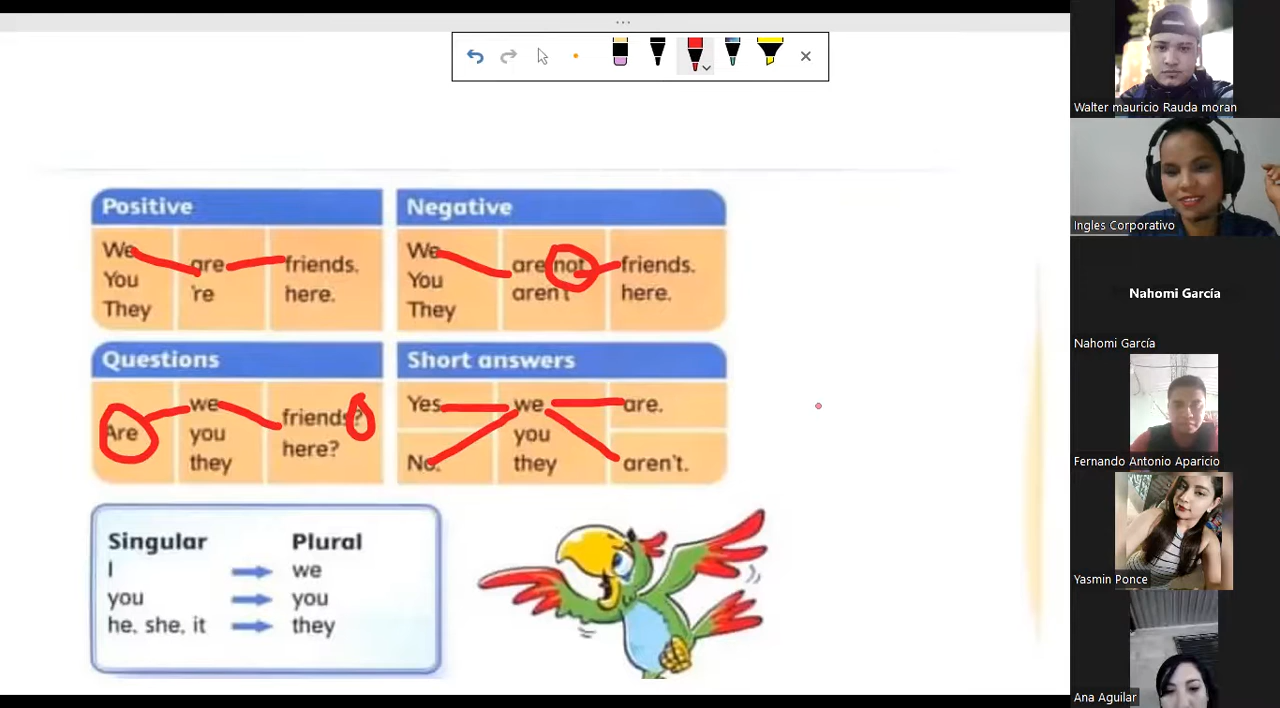 Positive
We
You
They
are
're
friends.
here.
Negative
We
You
They
are not
aren't
friends.
here.
Questions
Are
we
you
they
friends?
here?
Short answers
Yes,
No.
we
you
they
are.
aren't.
Singular Plural
I we
you you
he, she, it they
Walter mauricio Rauda moran
Ingles Corporativo
Nahomi García
Nahomi García
Fernando Antonio Aparicio
Yasmin Ponce
Ana Aguilar